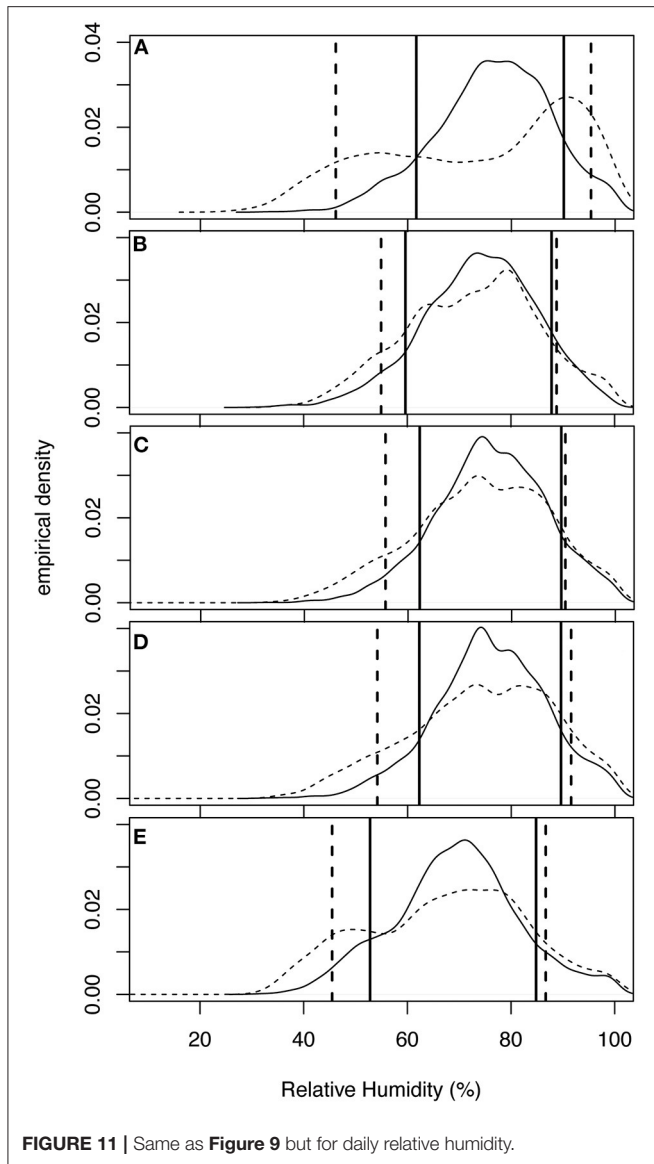 A
0.04
0.02
0.00
B
0.02
0.00
C
0.02
0.00
D
0.02
0.00
E
0.02
0.00
empirical density
20 40 60 80 100
Relative Humidity (%)
FIGURE 11 | Same as Figure 9 but for daily relative humidity.